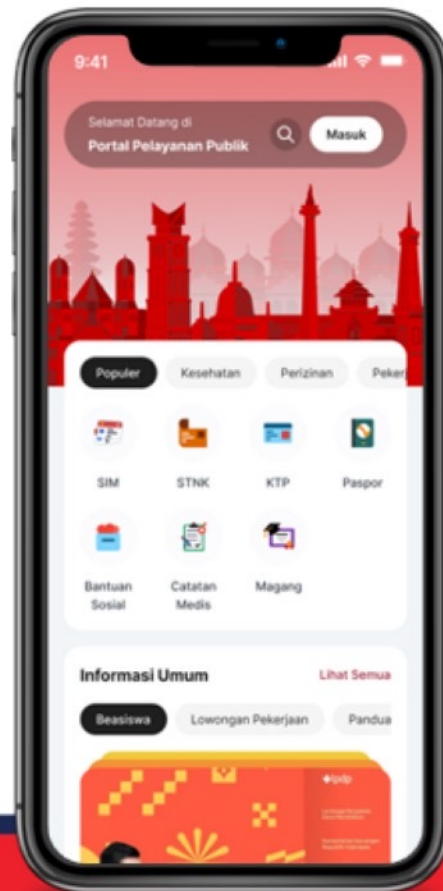 9:41
Selamat Datang di
Portal Pelayanan Publik
Masuk
Populer Kesehatan Perizinan Peker
SIM STNK KTP Paspor
Bantuan Sosial
Catatan Medis
Magang
Informasi Umum Lihat Semua
Beasiswa Lowongan Pekerjaan Pandua
lpdp